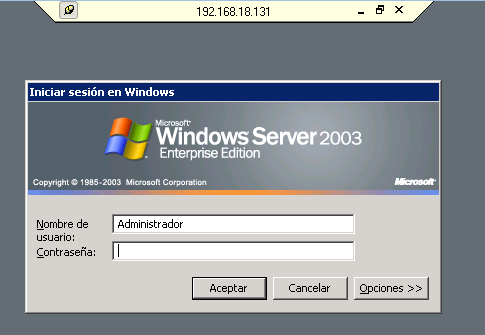 192.168.18.131
Iniciar sesión en Windows
Microsoft
Windows Server 2003
Enterprise Edition
Copyright © 1985-2003 Microsoft Corporation
Microsoft
Nombre de
usuario:
Administrador
Contraseña:
Aceptar
Cancelar
Opciones >>